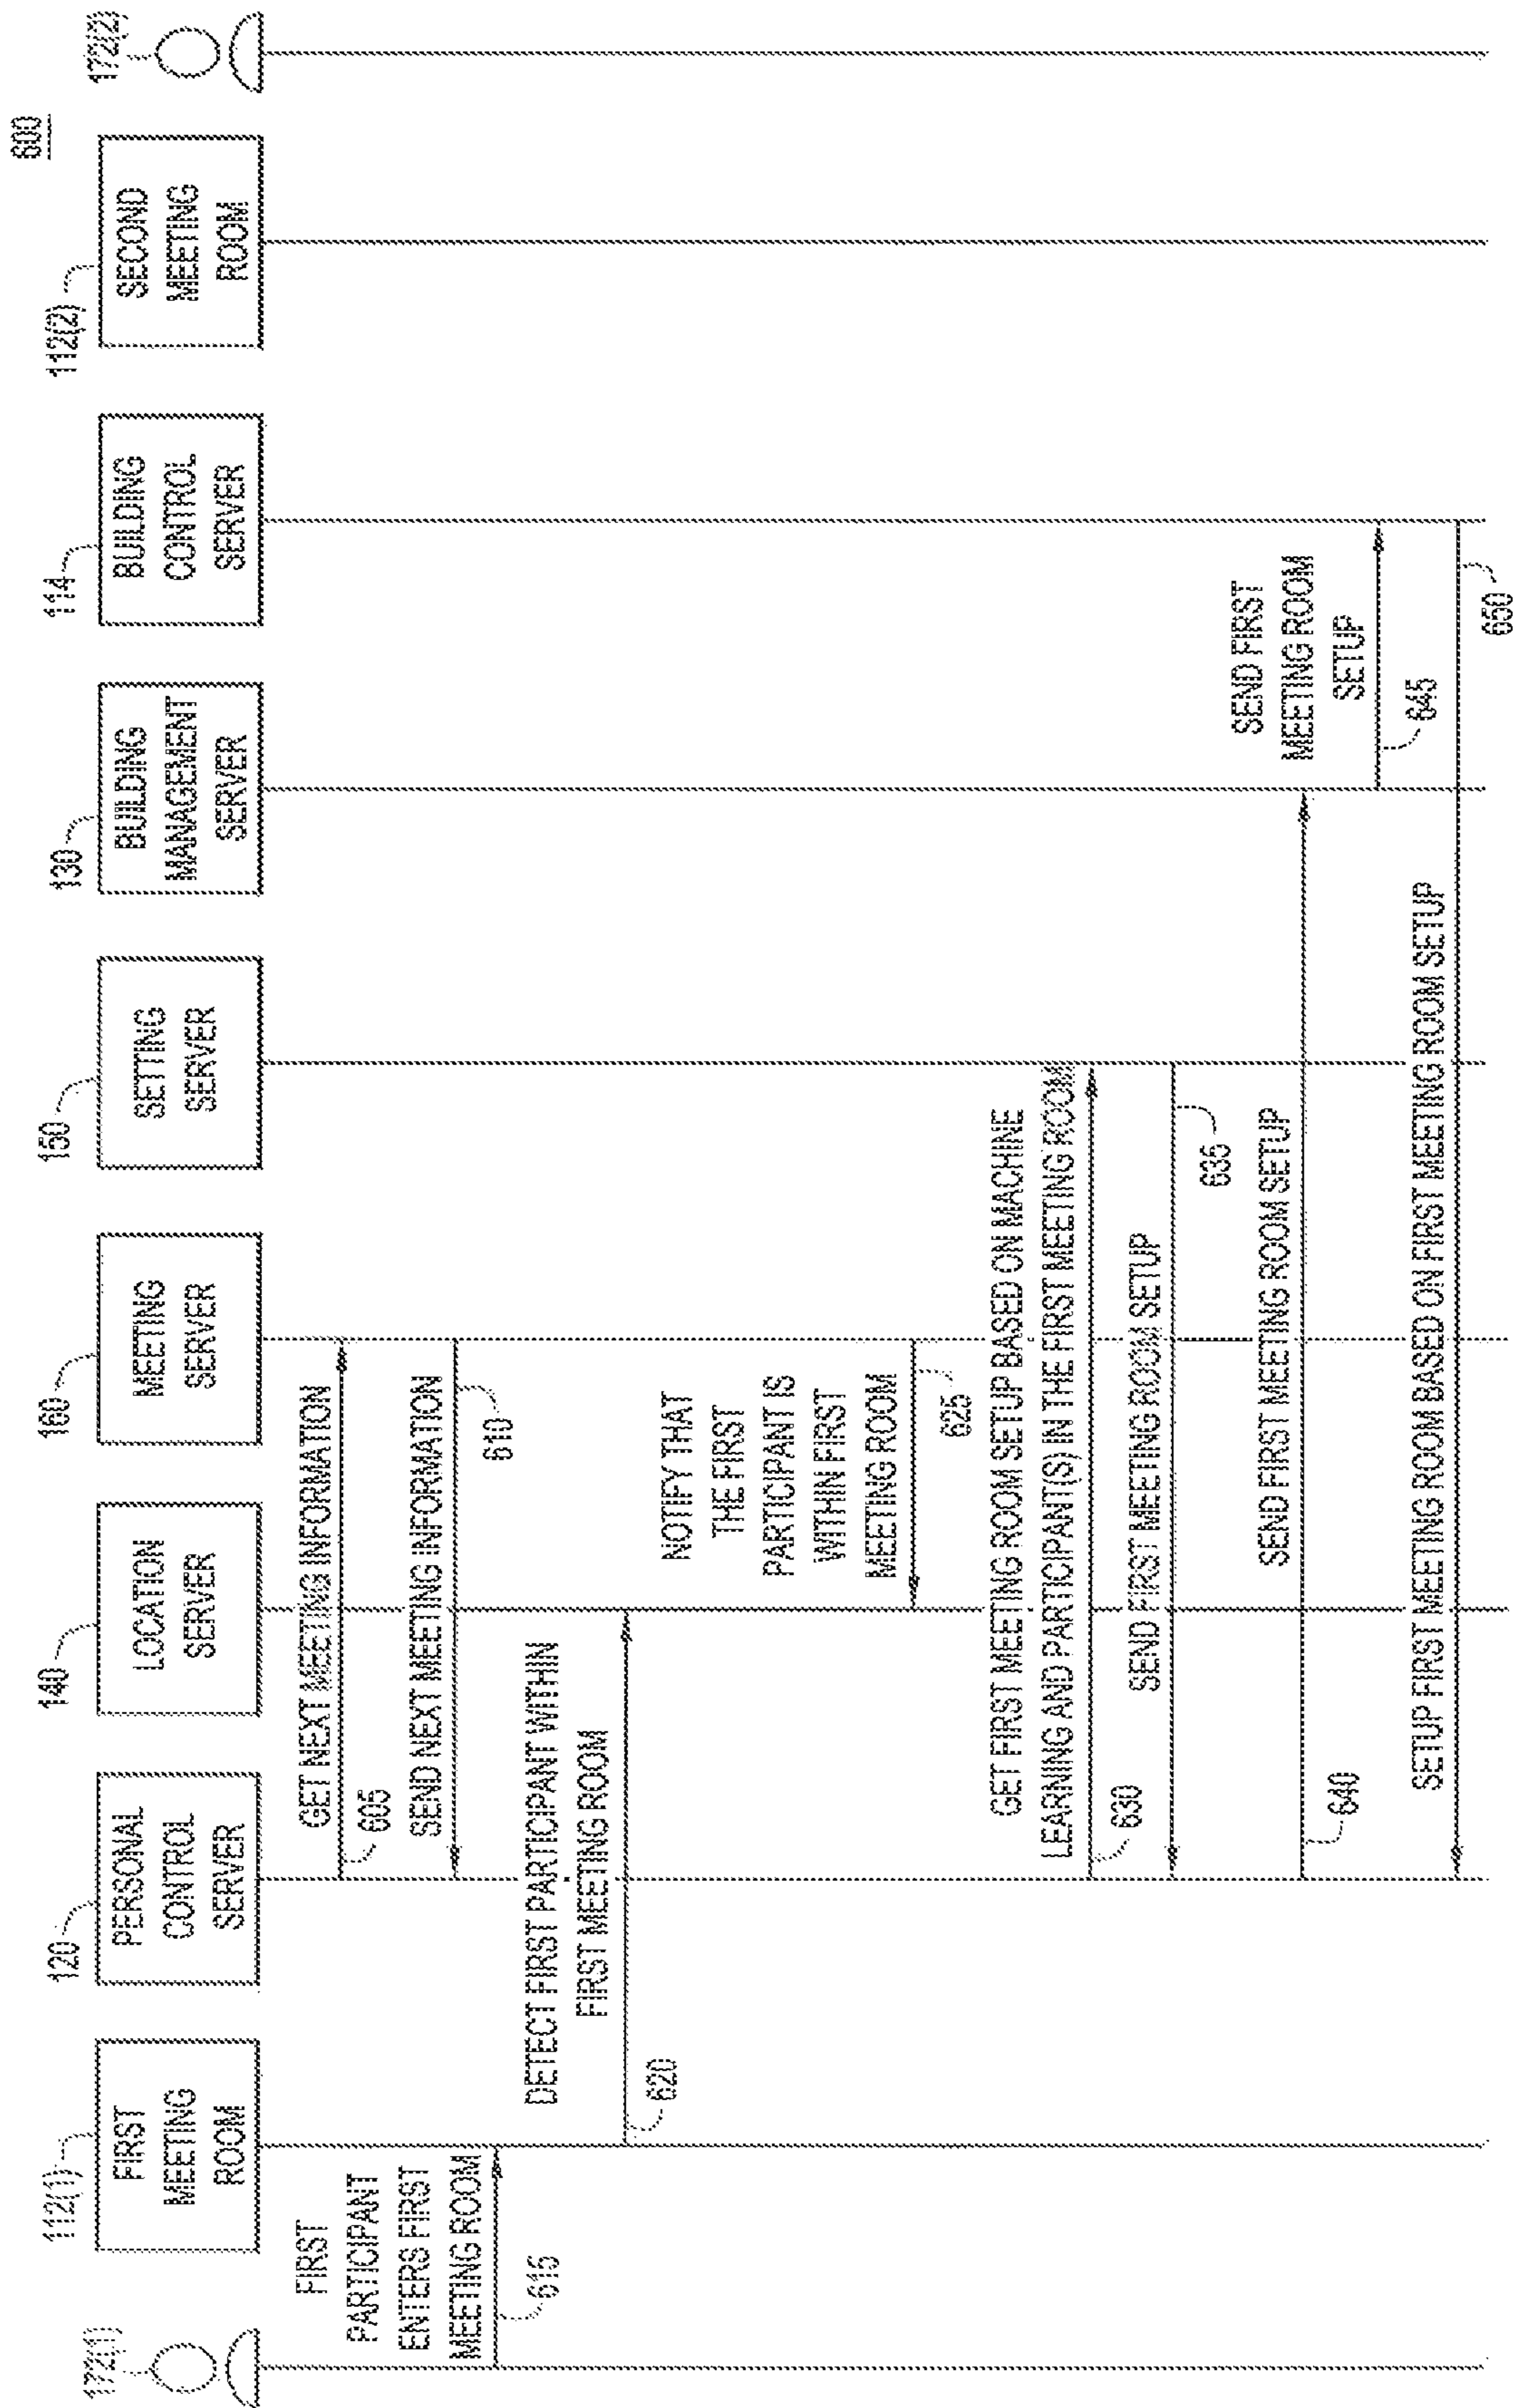 600
172(1)
112(1)
FIRST
MEETING
ROOM
120
PERSONAL
CONTROL
SERVER
140
LOCATION
SERVER
160
MEETING
SERVER
150
SETTING
SERVER
130
BUILDING
MANAGEMENT
SERVER
114
BUILDING
CONTROL
SERVER
112(2)
SECOND
MEETING
ROOM
172(2)
GET NEXT MEETING INFORMATION
605
SEND NEXT MEETING INFORMATION
610
FIRST
PARTICIPANT
ENTERS FIRST
MEETING ROOM
615
DETECT FIRST PARTICIPANT WITHIN
FIRST MEETING ROOM
620
NOTIFY THAT
THE FIRST
PARTICIPANT IS
WITHIN FIRST
MEETING ROOM
625
GET FIRST MEETING ROOM SETUP BASED ON MACHINE
LEARNING AND PARTICIPANT(S) IN THE FIRST MEETING ROOM
630
SEND FIRST MEETING ROOM SETUP
635
SEND FIRST MEETING ROOM SETUP
640
SEND FIRST
MEETING ROOM
SETUP
645
SETUP FIRST MEETING ROOM BASED ON FIRST MEETING ROOM SETUP
650